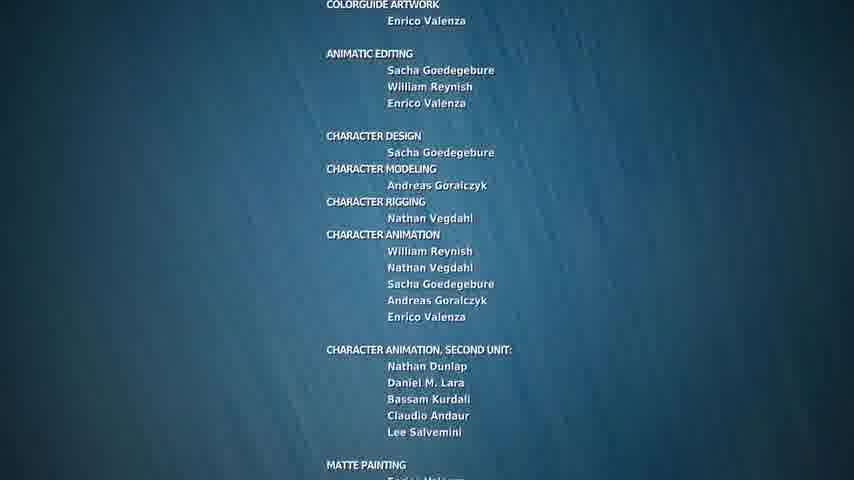 COLORGUIDE ARTWORK
Enrico Valenza
ANIMATIC EDITING
Sacha Goedegebure
William Reynish
Enrico Valenza
CHARACTER DESIGN
Sacha Goedegebure
CHARACTER MODELING
Andreas Goralczyk
CHARACTER RIGGING
Nathan Vegdahl
CHARACTER ANIMATION
William Reynish
Nathan Vegdahl
Sacha Goedegebure
Andreas Goralczyk
Enrico Valenza
CHARACTER ANIMATION, SECOND UNIT:
Nathan Dunlap
Daniel M. Lara
Bassam Kurdali
Claudio Andaur
Lee Salvemini
MATTE PAINTING